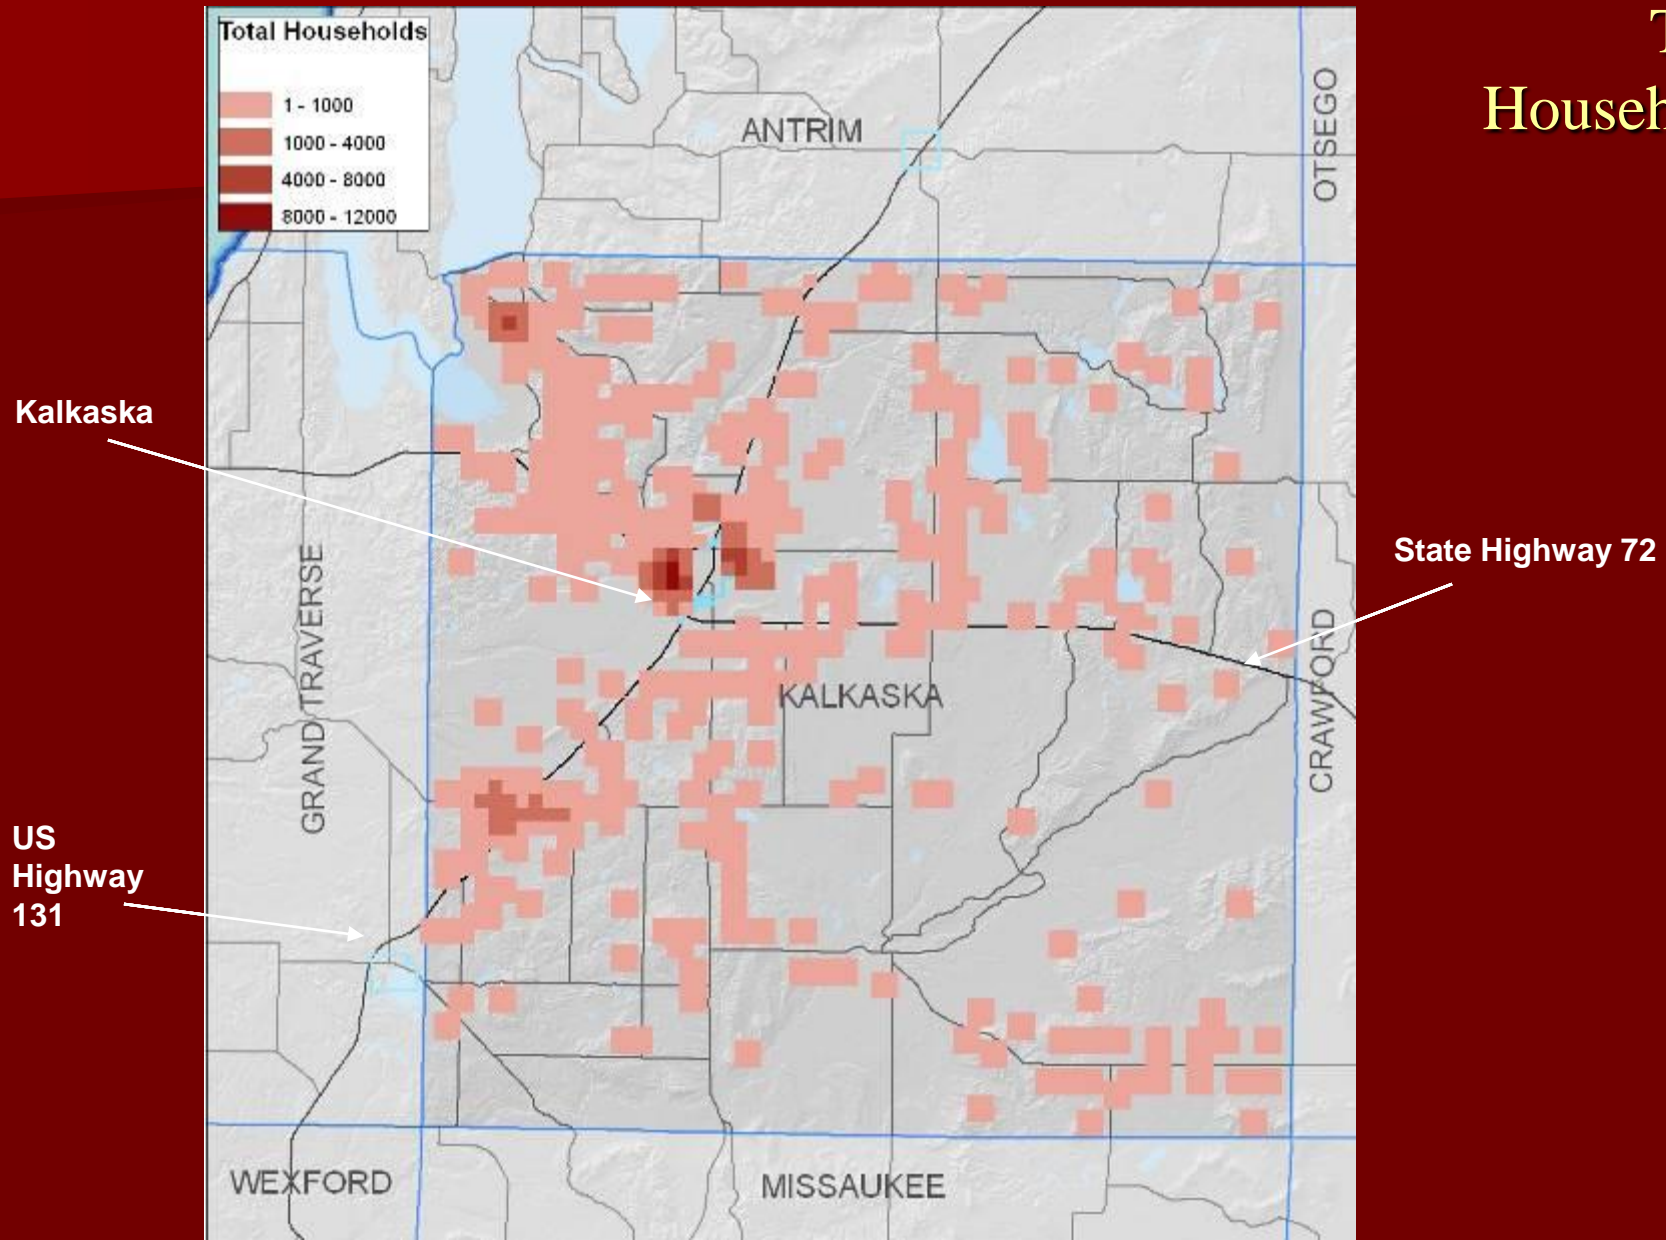 Total Households
1 - 1000
1000 - 4000
4000 - 8000
8000 - 12000
T
Househ
ANTRIM
OTSEGO
Kalkaska
State Highway 72
GRAND TRAVERSE
KALKASKA
CRAWFORD
US
Highway
131
WEXFORD
MISSAUKEE